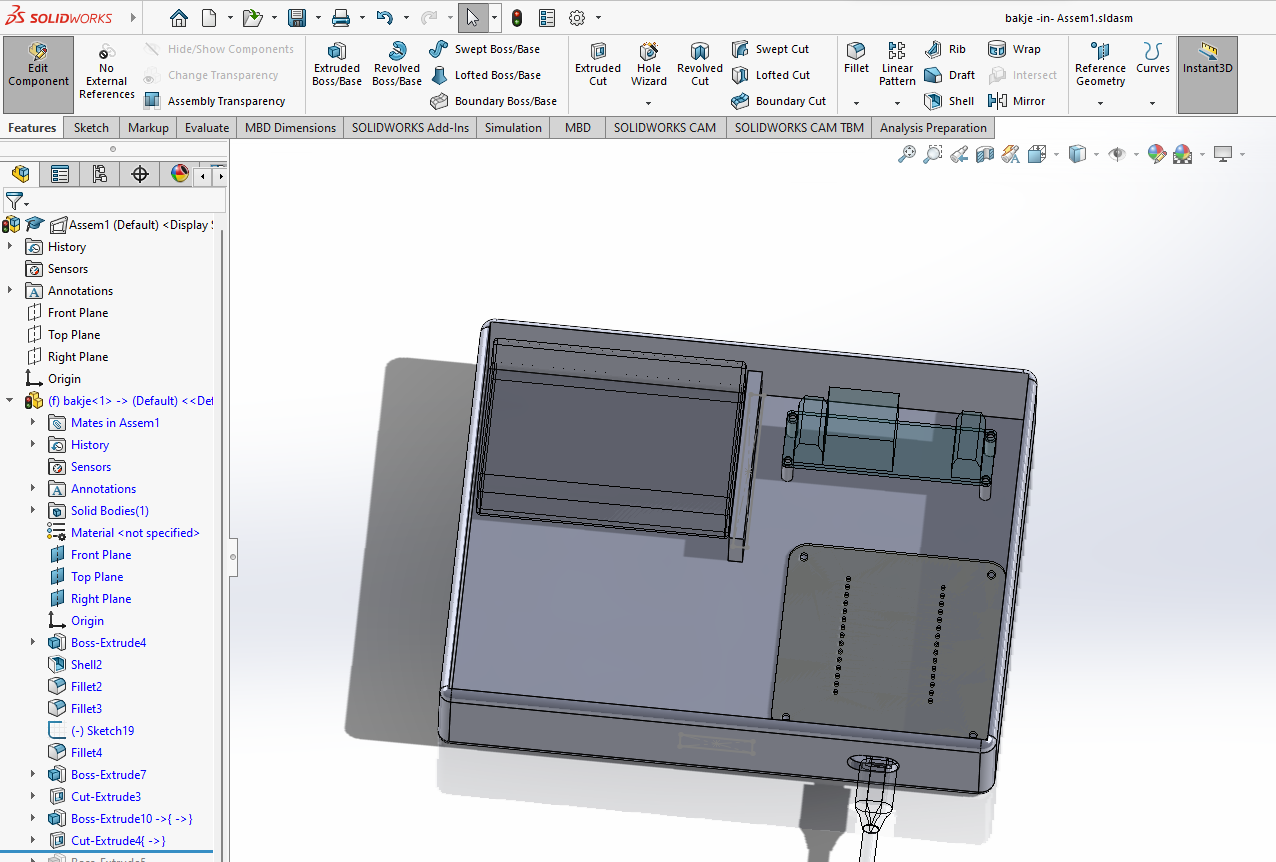 SOLIDWORKS
bakje -in- Assem1.sldasm
Edit Component
No External References
Hide/Show Components
Change Transparency
Assembly Transparency
Extruded Boss/Base
Revolved Boss/Base
Swept Boss/Base
Lofted Boss/Base
Boundary Boss/Base
Extruded Cut
Hole Wizard
Revolved Cut
Swept Cut
Lofted Cut
Boundary Cut
Fillet
Linear Pattern
Rib
Draft
Shell
Wrap
Intersect
Mirror
Reference Geometry
Curves
Instant3D
Features
Sketch
Markup
Evaluate
MBD Dimensions
SOLIDWORKS Add-Ins
Simulation
MBD
SOLIDWORKS CAM
SOLIDWORKS CAM TBM
Analysis Preparation
Assem1 (Default) <Display S
History
Sensors
Annotations
Front Plane
Top Plane
Right Plane
Origin
(f) bakje<1> -> (Default) <<Def
Mates in Assem1
History
Sensors
Annotations
Solid Bodies(1)
Material <not specified>
Front Plane
Top Plane
Right Plane
Origin
Boss-Extrude4
Shell2
Fillet2
Fillet3
(-) Sketch19
Fillet4
Boss-Extrude7
Cut-Extrude3
Boss-Extrude10 ->{ ->}
Cut-Extrude4{ ->}
Boss-Extrude5